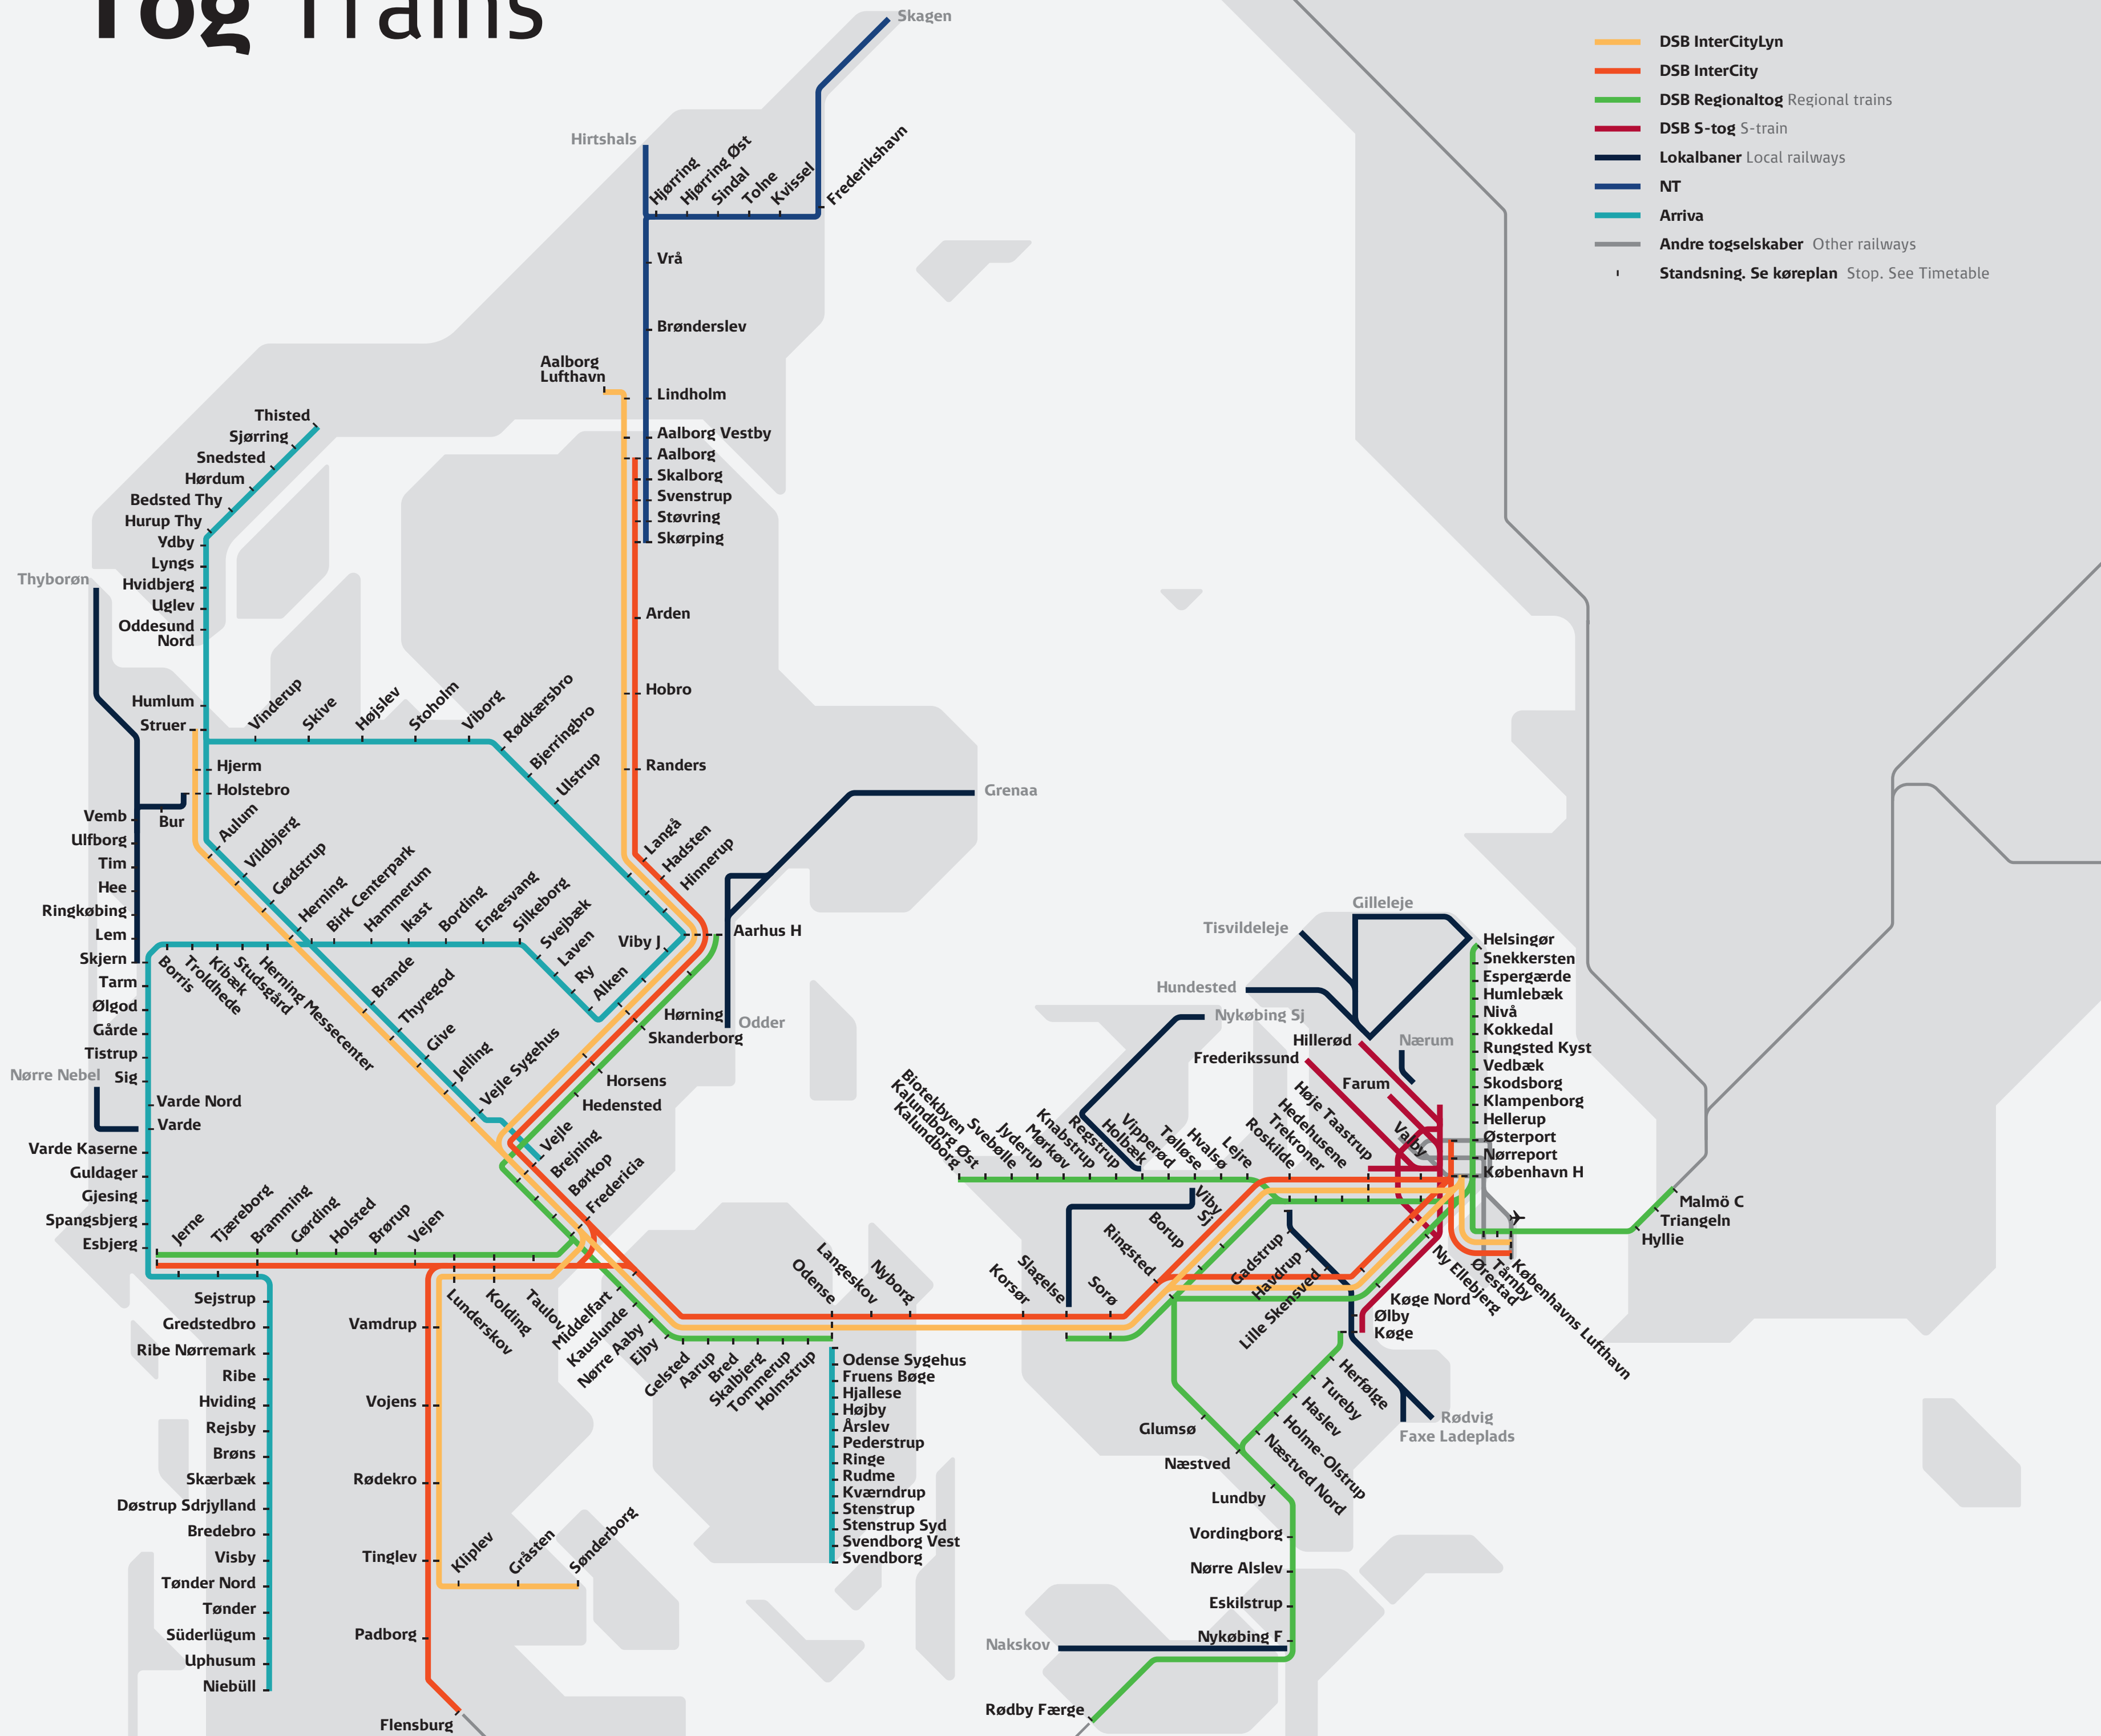 Tog Trains
DSB InterCityLyn
DSB InterCity
DSB Regionaltog Regional trains
DSB S-tog S-train
Lokalbaner Local railways
NT
Arriva
Andre togselskaber Other railways
Standsning. Se køreplan Stop. See Timetable
Skagen
Hirtshals
Hjørring
Hjørring Øst
Sindal
Tolne
Kvissel
Frederikshavn
Vrå
Brønderslev
Aalborg
Lufthavn
Lindholm
Aalborg Vestby
Aalborg
Skalborg
Svenstrup
Støvring
Skørping
Arden
Hobro
Randers
Langå
Hadsten
Hinnerup
Thisted
Sjørring
Snedsted
Hørdum
Bedsted Thy
Hurup Thy
Ydby
Lyngs
Hvidbjerg
Uglev
Oddesund
Nord
Humlum
Struer
Thyborøn
Vinderup
Skive
Højslev
Stoholm
Viborg
Rødkærsbro
Bjerringbro
Ulstrup
Hjerm
Holstebro
Bur
Vemb
Ulfborg
Tim
Hee
Ringkøbing
Lem
Skjern
Tarm
Ølgod
Gårde
Tistrup
Sig
Nørre Nebel
Varde Nord
Varde
Varde Kaserne
Guldager
Gjesing
Spangsbjerg
Esbjerg
Aulum
Vildbjerg
Gødstrup
Herning
Birk Centerpark
Hammerum
Ikast
Bording
Engesvang
Silkeborg
Svejbæk
Laven
Ry
Alken
Viby J
Aarhus H
Grenaa
Odder
Hørning
Skanderborg
Horsens
Hedensted
Borris
Troldhede
Kibæk
Studsgård
Herning Messecenter
Brande
Thyregod
Give
Jelling
Vejle Sygehus
Vejle
Brejning
Børkop
Fredericia
Jerne
Tjæreborg
Bramming
Gørding
Holsted
Brørup
Vejen
Lunderskov
Kolding
Taulov
Middelfart
Kauslunde
Nørre Aaby
Ejby
Gelsted
Aarup
Bred
Skalbjerg
Tommerup
Holmstrup
Odense
Langeskov
Nyborg
Korsør
Slagelse
Sorø
Ringsted
Borup
Viby Sj
Sejstrup
Gredstedbro
Ribe Nørremark
Ribe
Hviding
Rejsby
Brøns
Skærbæk
Døstrup Sdrjylland
Bredebro
Visby
Tønder Nord
Tønder
Süderlügum
Uphusum
Niebüll
Vamdrup
Vojens
Rødekro
Tinglev
Padborg
Flensburg
Kliplev
Gråsten
Sønderborg
Odense Sygehus
Fruens Bøge
Hjallese
Højby
Årslev
Pederstrup
Ringe
Rudme
Kværndrup
Stenstrup
Stenstrup Syd
Svendborg Vest
Svendborg
Gilleleje
Tisvildeleje
Hundested
Nykøbing Sj
Hillerød
Frederikssund
Farum
Nærum
Helsingør
Snekkersten
Espergærde
Humlebæk
Nivå
Kokkedal
Rungsted Kyst
Vedbæk
Skodsborg
Klampenborg
Hellerup
Østerport
Nørreport
København H
Biotekbyen
Kalundborg Øst
Kalundborg
Svebølle
Jyderup
Mørkøv
Knabstrup
Regstrup
Holbæk
Vipperød
Tølløse
Hvalsø
Lejre
Roskilde
Trekroner
Hedehusene
Høje Taastrup
Valby
Malmö C
Triangeln
Hyllie
Københavns Lufthavn
Tårnby
Ørestad
Ny Ellebjerg
Gadstrup
Havdrup
Lille Skensved
Køge Nord
Ølby
Køge
Herfølge
Tureby
Haslev
Holme-Olstrup
Næstved Nord
Rødvig
Faxe Ladeplads
Glumsø
Næstved
Lundby
Vordingborg
Nørre Alslev
Eskilstrup
Nykøbing F
Nakskov
Rødby Færge